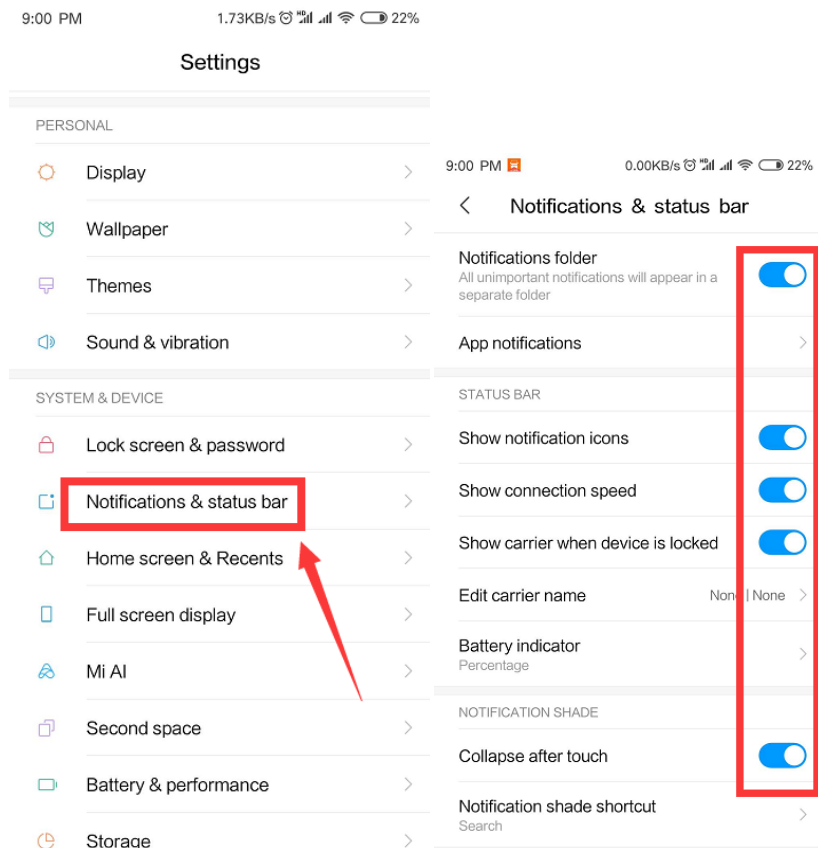 9:00 PM 1.73KB/s HD 22%
Settings
PERSONAL
Display
Wallpaper
Themes
Sound & vibration
SYSTEM & DEVICE
Lock screen & password
Notifications & status bar
Home screen & Recents
Full screen display
Mi AI
Second space
Battery & performance
Storage
9:00 PM 0.00KB/s HD 22%
Notifications & status bar
Notifications folder
All unimportant notifications will appear in a
separate folder
App notifications
STATUS BAR
Show notification icons
Show connection speed
Show carrier when device is locked
Edit carrier name None | None
Battery indicator
Percentage
NOTIFICATION SHADE
Collapse after touch
Notification shade shortcut
Search